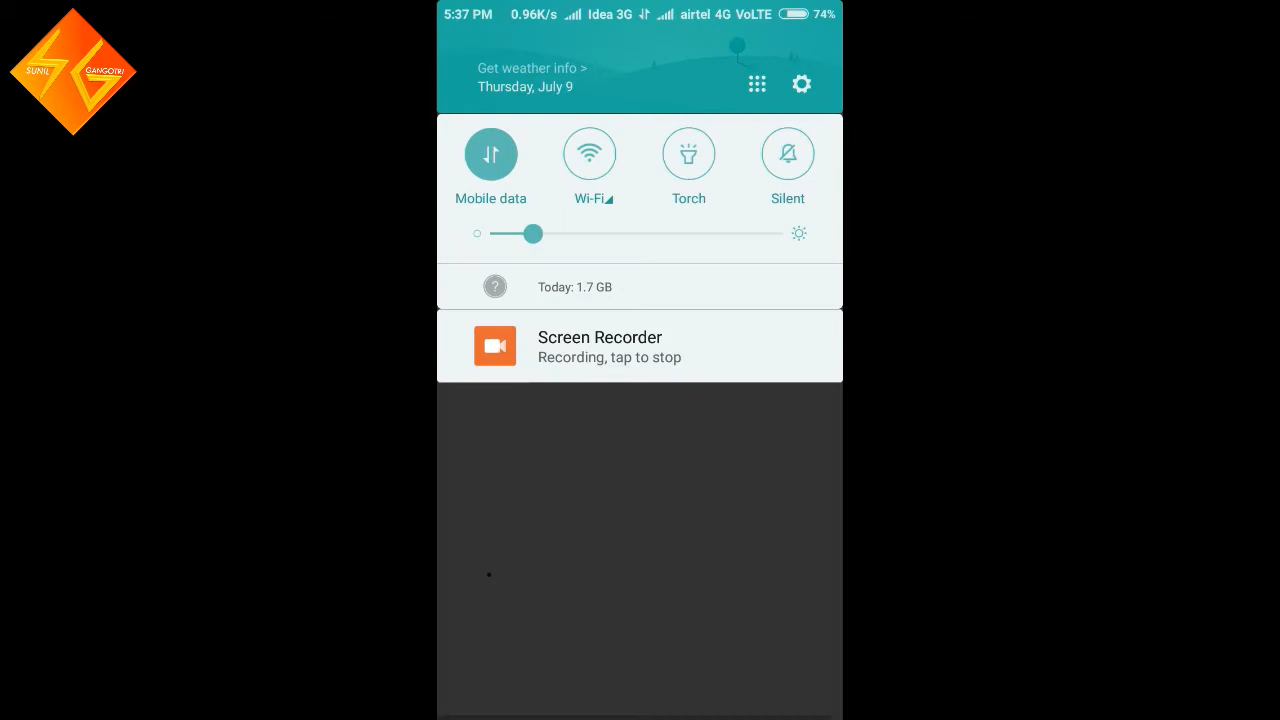 SUNIL
GANGOTRI
5:37 PM 0.96K/s Idea 3G airtel 4G VoLTE 74%
Get weather info >
Thursday, July 9
Mobile data Wi-Fi Torch Silent
? Today: 1.7 GB
Screen Recorder
Recording, tap to stop